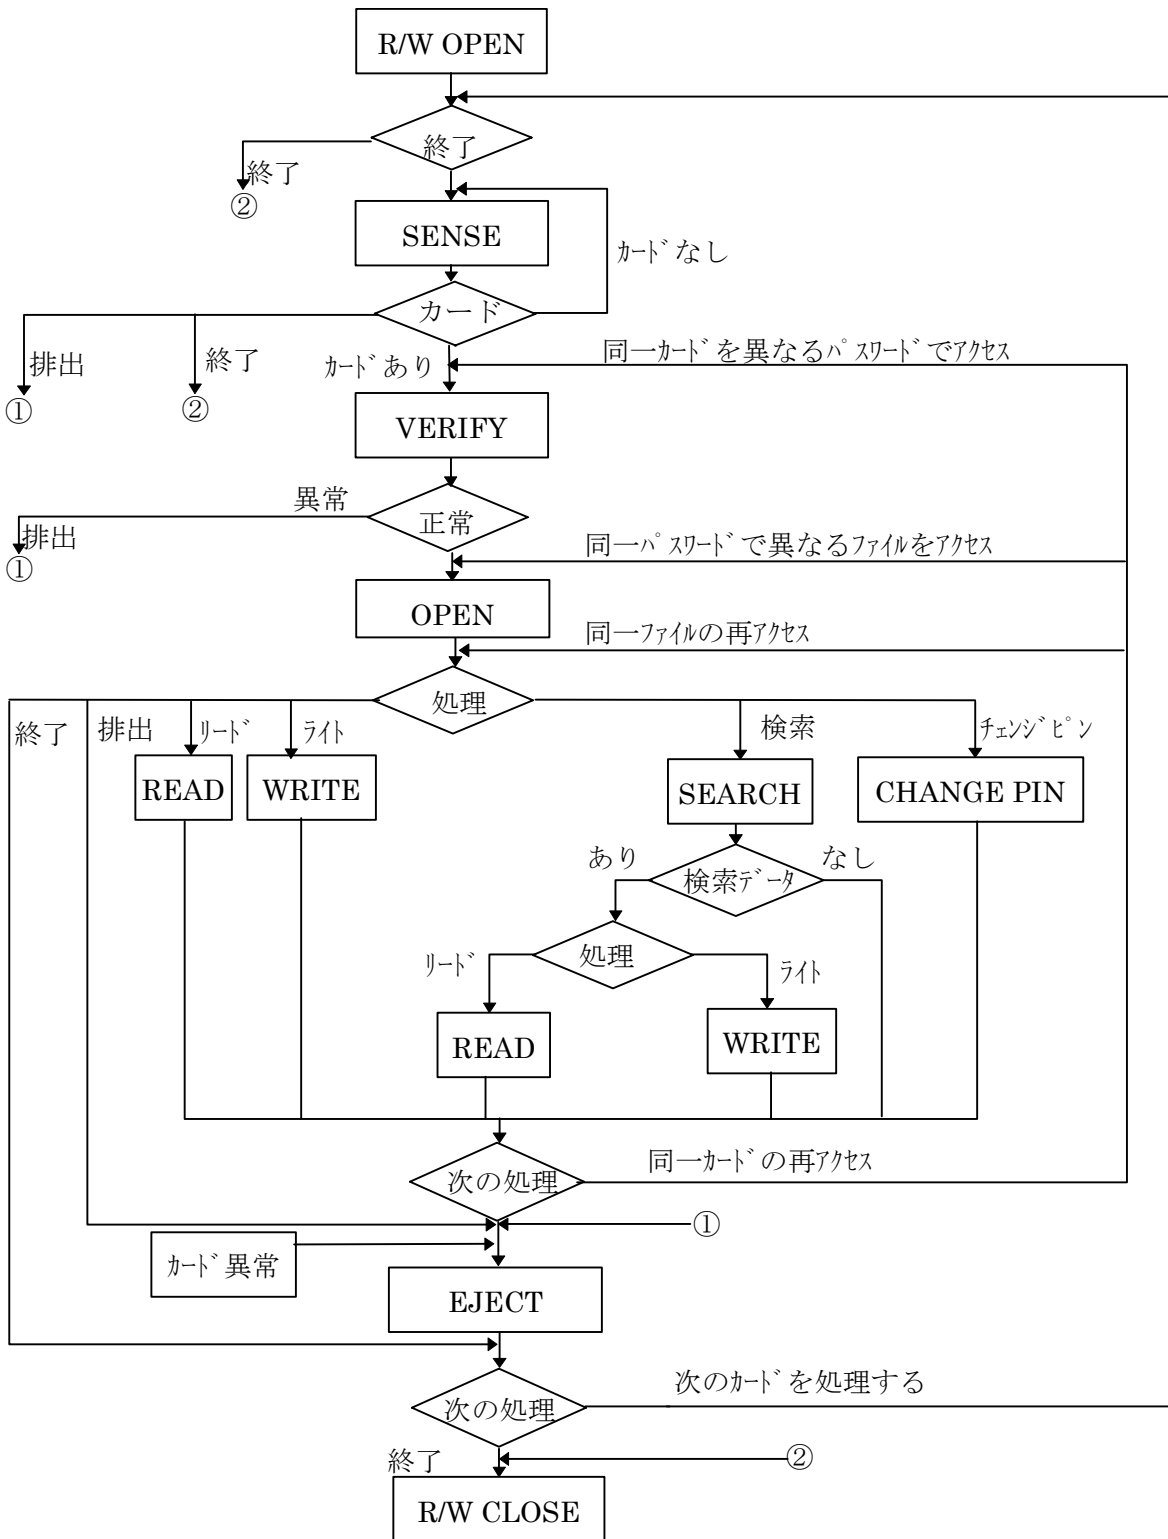 R/W OPEN
終了
終了
②
SENSE
ｶｰﾄﾞなし
カード
排出
終了
ｶｰﾄﾞあり
同一ｶｰﾄﾞを異なるﾊﾟｽﾜｰﾄﾞでｱｸｾｽ
①
②
VERIFY
異常
正常
排出
同一ﾊﾟｽﾜｰﾄﾞで異なるﾌｧｲﾙをｱｸｾｽ
①
OPEN
同一ﾌｧｲﾙの再ｱｸｾｽ
処理
終了
排出
ﾘｰﾄﾞ
ﾗｲﾄ
検索
ﾁｪﾝｼﾞﾋﾟﾝ
READ
WRITE
SEARCH
CHANGE PIN
あり
なし
検索ﾃﾞｰﾀ
処理
ﾘｰﾄﾞ
ﾗｲﾄ
READ
WRITE
同一ｶｰﾄﾞの再ｱｸｾｽ
次の処理
①
ｶｰﾄﾞ異常
EJECT
次のｶｰﾄﾞを処理する
次の処理
②
終了
R/W CLOSE